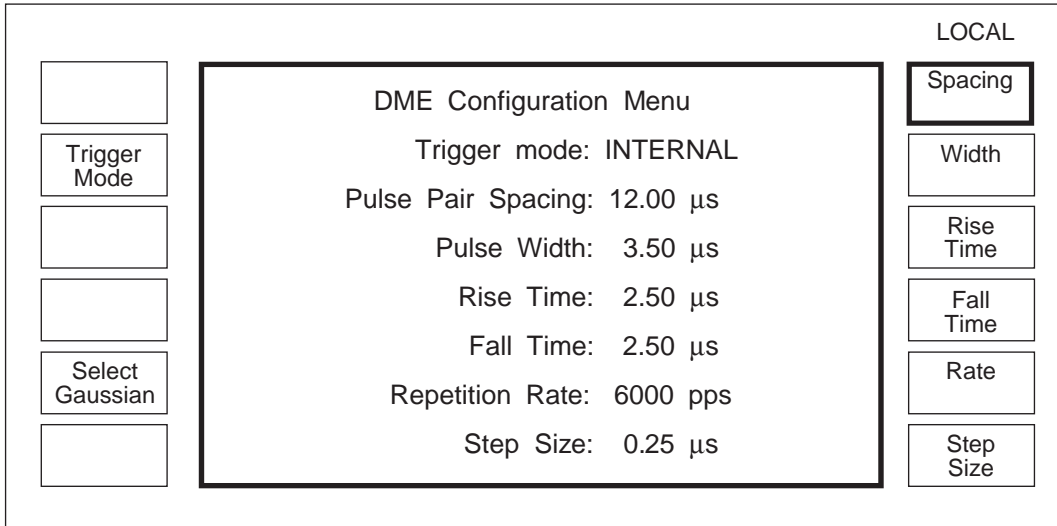 LOCAL
Trigger
Mode
Select
Gaussian
DME Configuration Menu
Trigger mode: INTERNAL
Pulse Pair Spacing: 12.00 µs
Pulse Width: 3.50 µs
Rise Time: 2.50 µs
Fall Time: 2.50 µs
Repetition Rate: 6000 pps
Step Size: 0.25 µs
Spacing
Width
Rise
Time
Fall
Time
Rate
Step
Size